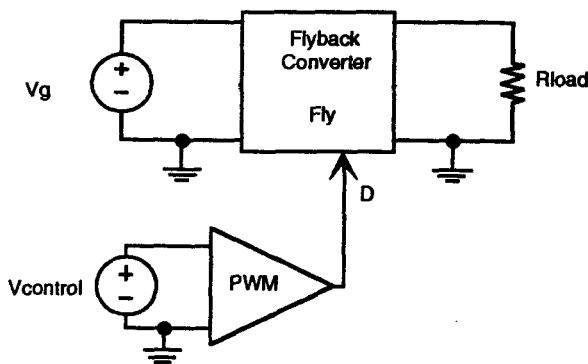 Flyback
Converter
Fly
Vg
+
−
Rload
D
Vcontrol
+
−
PWM